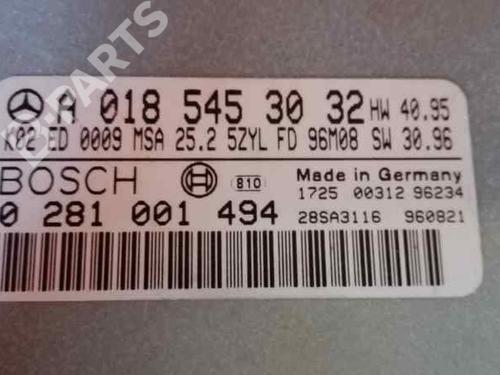 A 018 545 30 32 HW 40.95
K02 ED 0009 MSA 25.2 5ZYL FD 96M08 SW 30.96
BOSCH 810 Made in Germany
1725 00312 96234
0 281 001 494 28SA3116 960821
B-PARTS